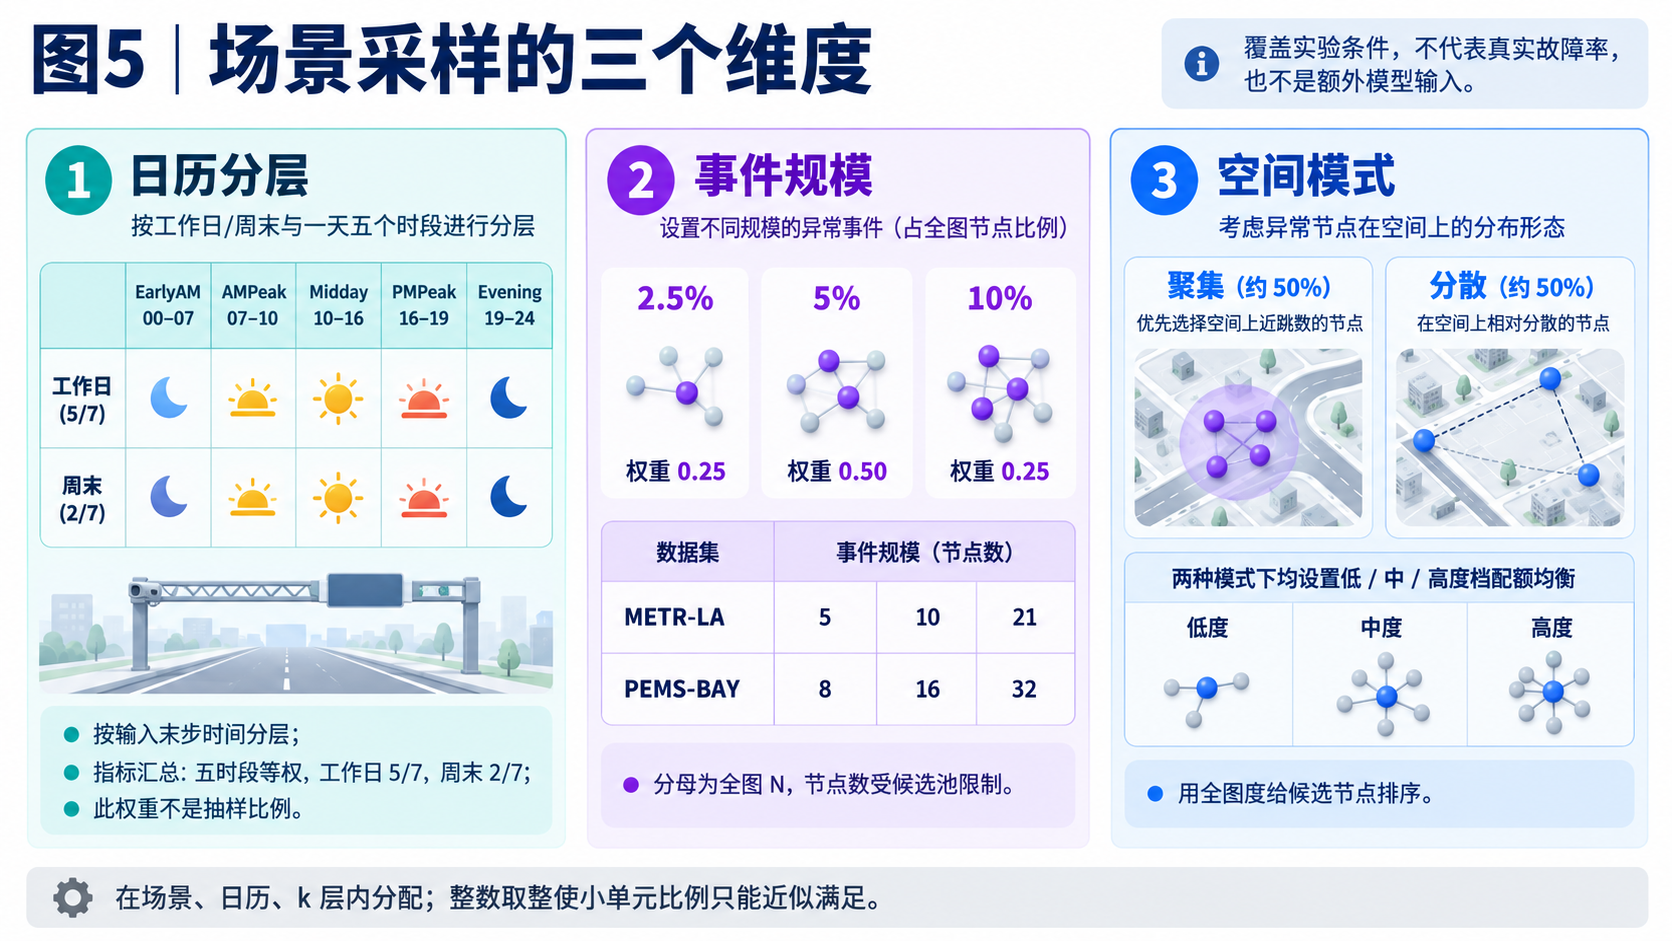 图5｜场景采样的三个维度
覆盖实验条件，不代表真实故障率，
也不是额外模型输入。
1 日历分层
按工作日/周末与一天五个时段进行分层
EarlyAM AMPeak Midday PMPeak Evening
00–07 07–10 10–16 16–19 19–24
工作日
(5/7)
周末
(2/7)
按输入末步时间分层；
指标汇总：五时段等权，工作日 5/7，周末 2/7；
此权重不是抽样比例。
2 事件规模
设置不同规模的异常事件（占全图节点比例）
2.5% 5% 10%
权重 0.25 权重 0.50 权重 0.25
数据集 事件规模（节点数）
METR-LA 5 10 21
PEMS-BAY 8 16 32
分母为全图 N，节点数受候选池限制。
3 空间模式
考虑异常节点在空间上的分布形态
聚集（约 50%） 分散（约 50%）
优先选择空间上近跳数的节点 在空间上相对分散的节点
两种模式下均设置低 / 中 / 高度档配额均衡
低度 中度 高度
用全图度给候选节点排序。
在场景、日历、k 层内分配；整数取整使小单元比例只能近似满足。